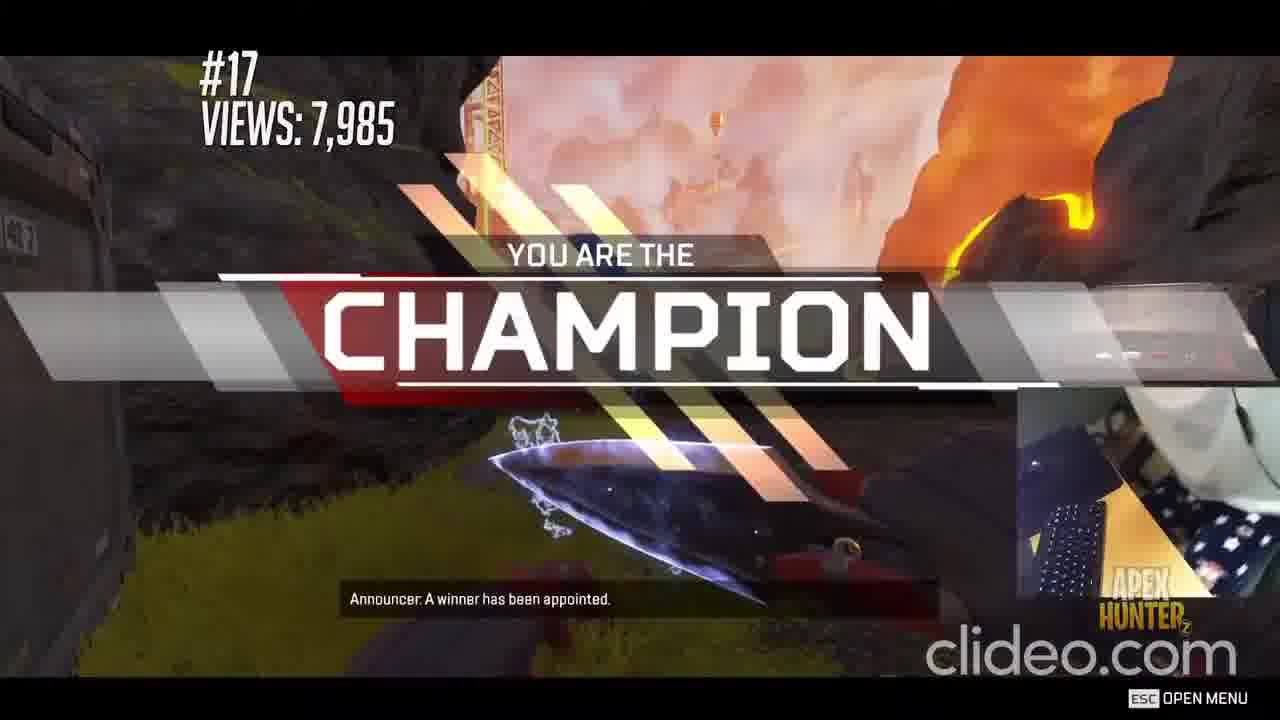 #17
VIEWS: 7,985
YOU ARE THE
CHAMPION
Announcer: A winner has been appointed.
APEX
HUNTERZ
clideo.com
ESC OPEN MENU